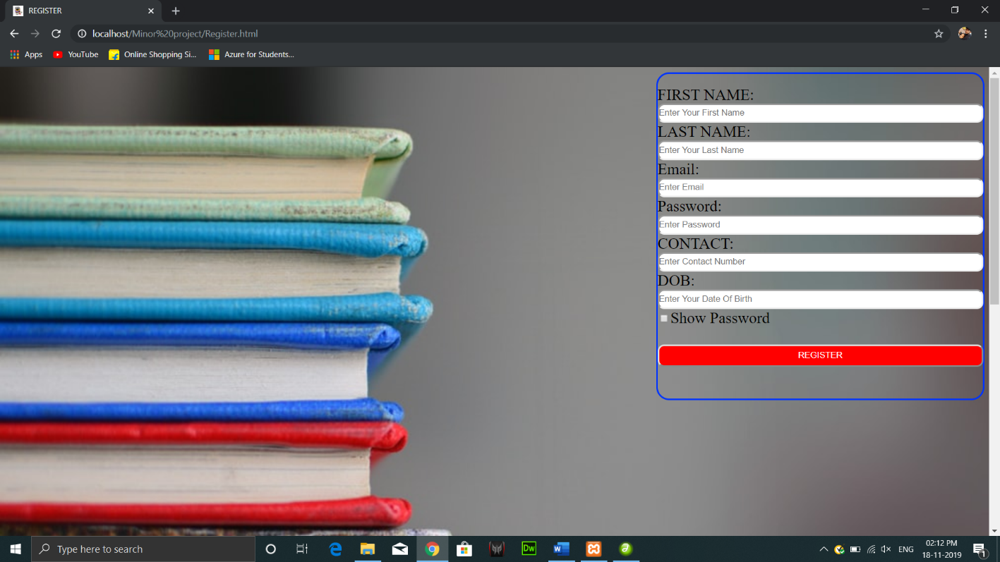 REGISTER
localhost/Minor%20project/Register.html
Apps YouTube Online Shopping Si... Azure for Students...
FIRST NAME:
Enter Your First Name
LAST NAME:
Enter Your Last Name
Email:
Enter Email
Password:
Enter Password
CONTACT:
Enter Contact Number
DOB:
Enter Your Date Of Birth
Show Password
REGISTER
Type here to search
Dw
W
ENG
02:12 PM
18-11-2019
1